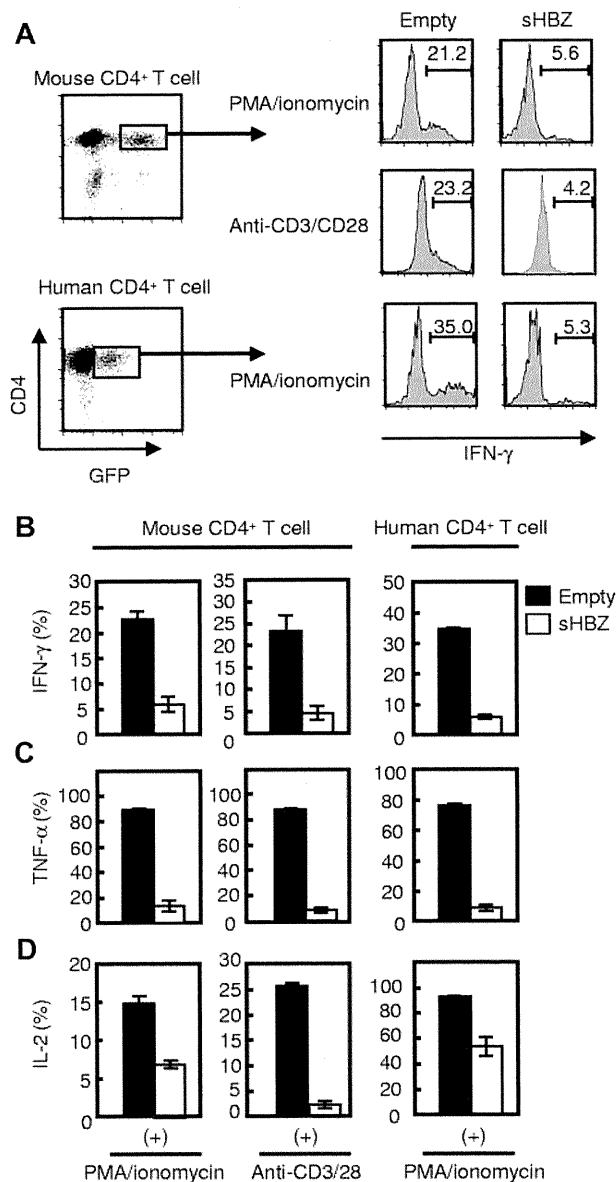 A
Empty
sHBZ
Mouse CD4+ T cell
PMA/ionomycin
21.2
5.6
Anti-CD3/CD28
23.2
4.2
Human CD4+ T cell
PMA/ionomycin
35.0
5.3
CD4
GFP
IFN-γ
B
Mouse CD4+ T cell
Human CD4+ T cell
IFN-γ (%)
30
25
20
15
10
5
0
35
30
25
20
15
10
5
0
50
40
30
20
10
0
Empty
sHBZ
C
TNF-α (%)
100
80
60
40
20
0
100
80
60
40
20
0
100
80
60
40
20
0
D
IL-2 (%)
20
15
10
5
0
30
25
20
15
10
5
0
100
80
60
40
20
0
(+)
(+)
(+)
PMA/ionomycin
Anti-CD3/28
PMA/ionomycin